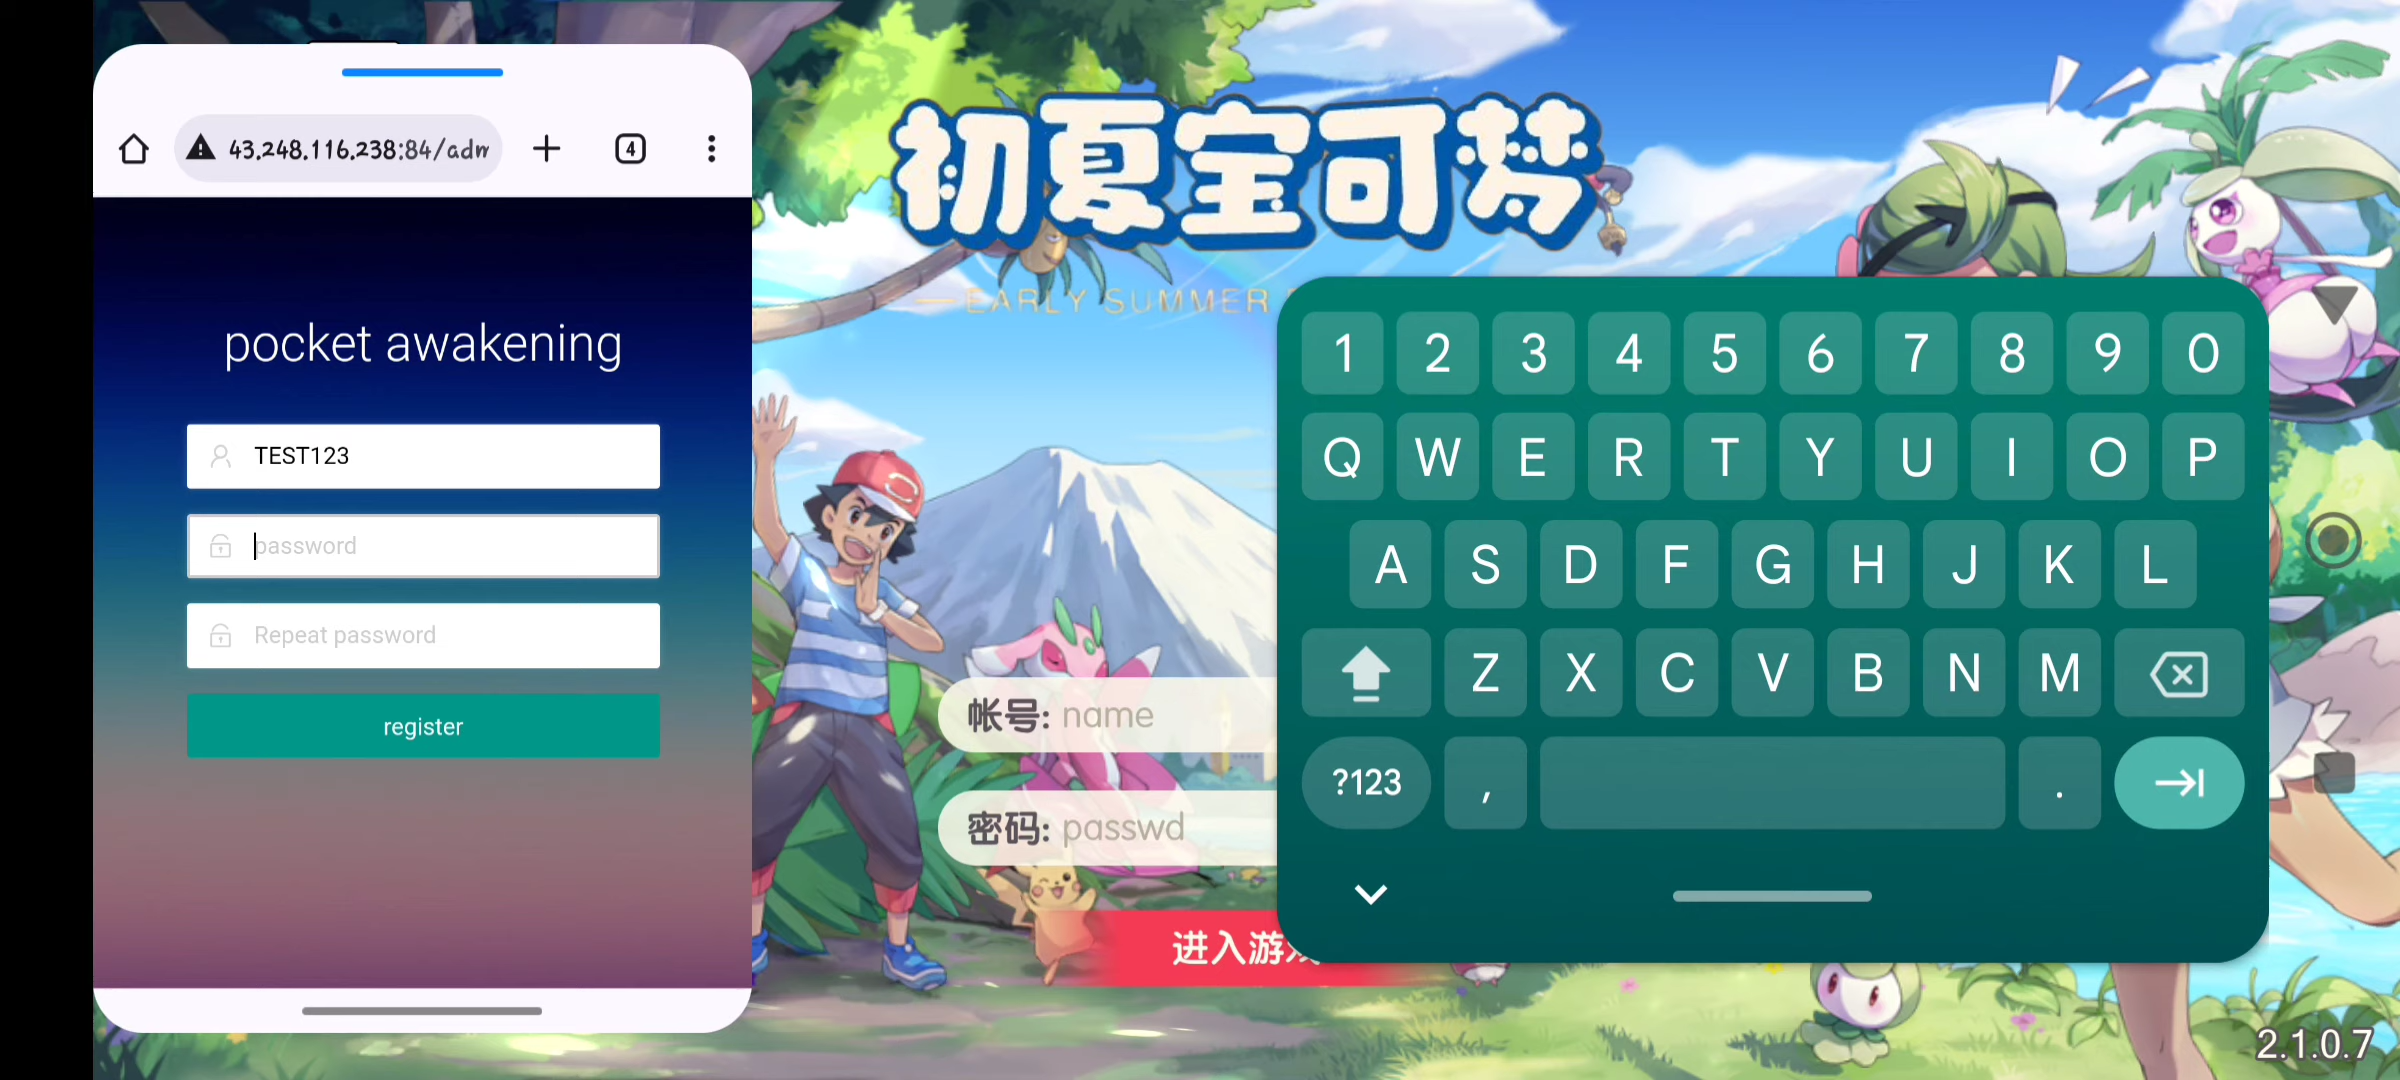 43.248.116.238:84/adm
4
pocket awakening
TEST123
password
Repeat password
register
初夏宝可梦
EARLY SUMMER
帐号: name
密码: passwd
进入游戏
1 2 3 4 5 6 7 8 9 0
Q W E R T Y U I O P
A S D F G H J K L
Z X C V B N M
?123 , .
2.1.0.7